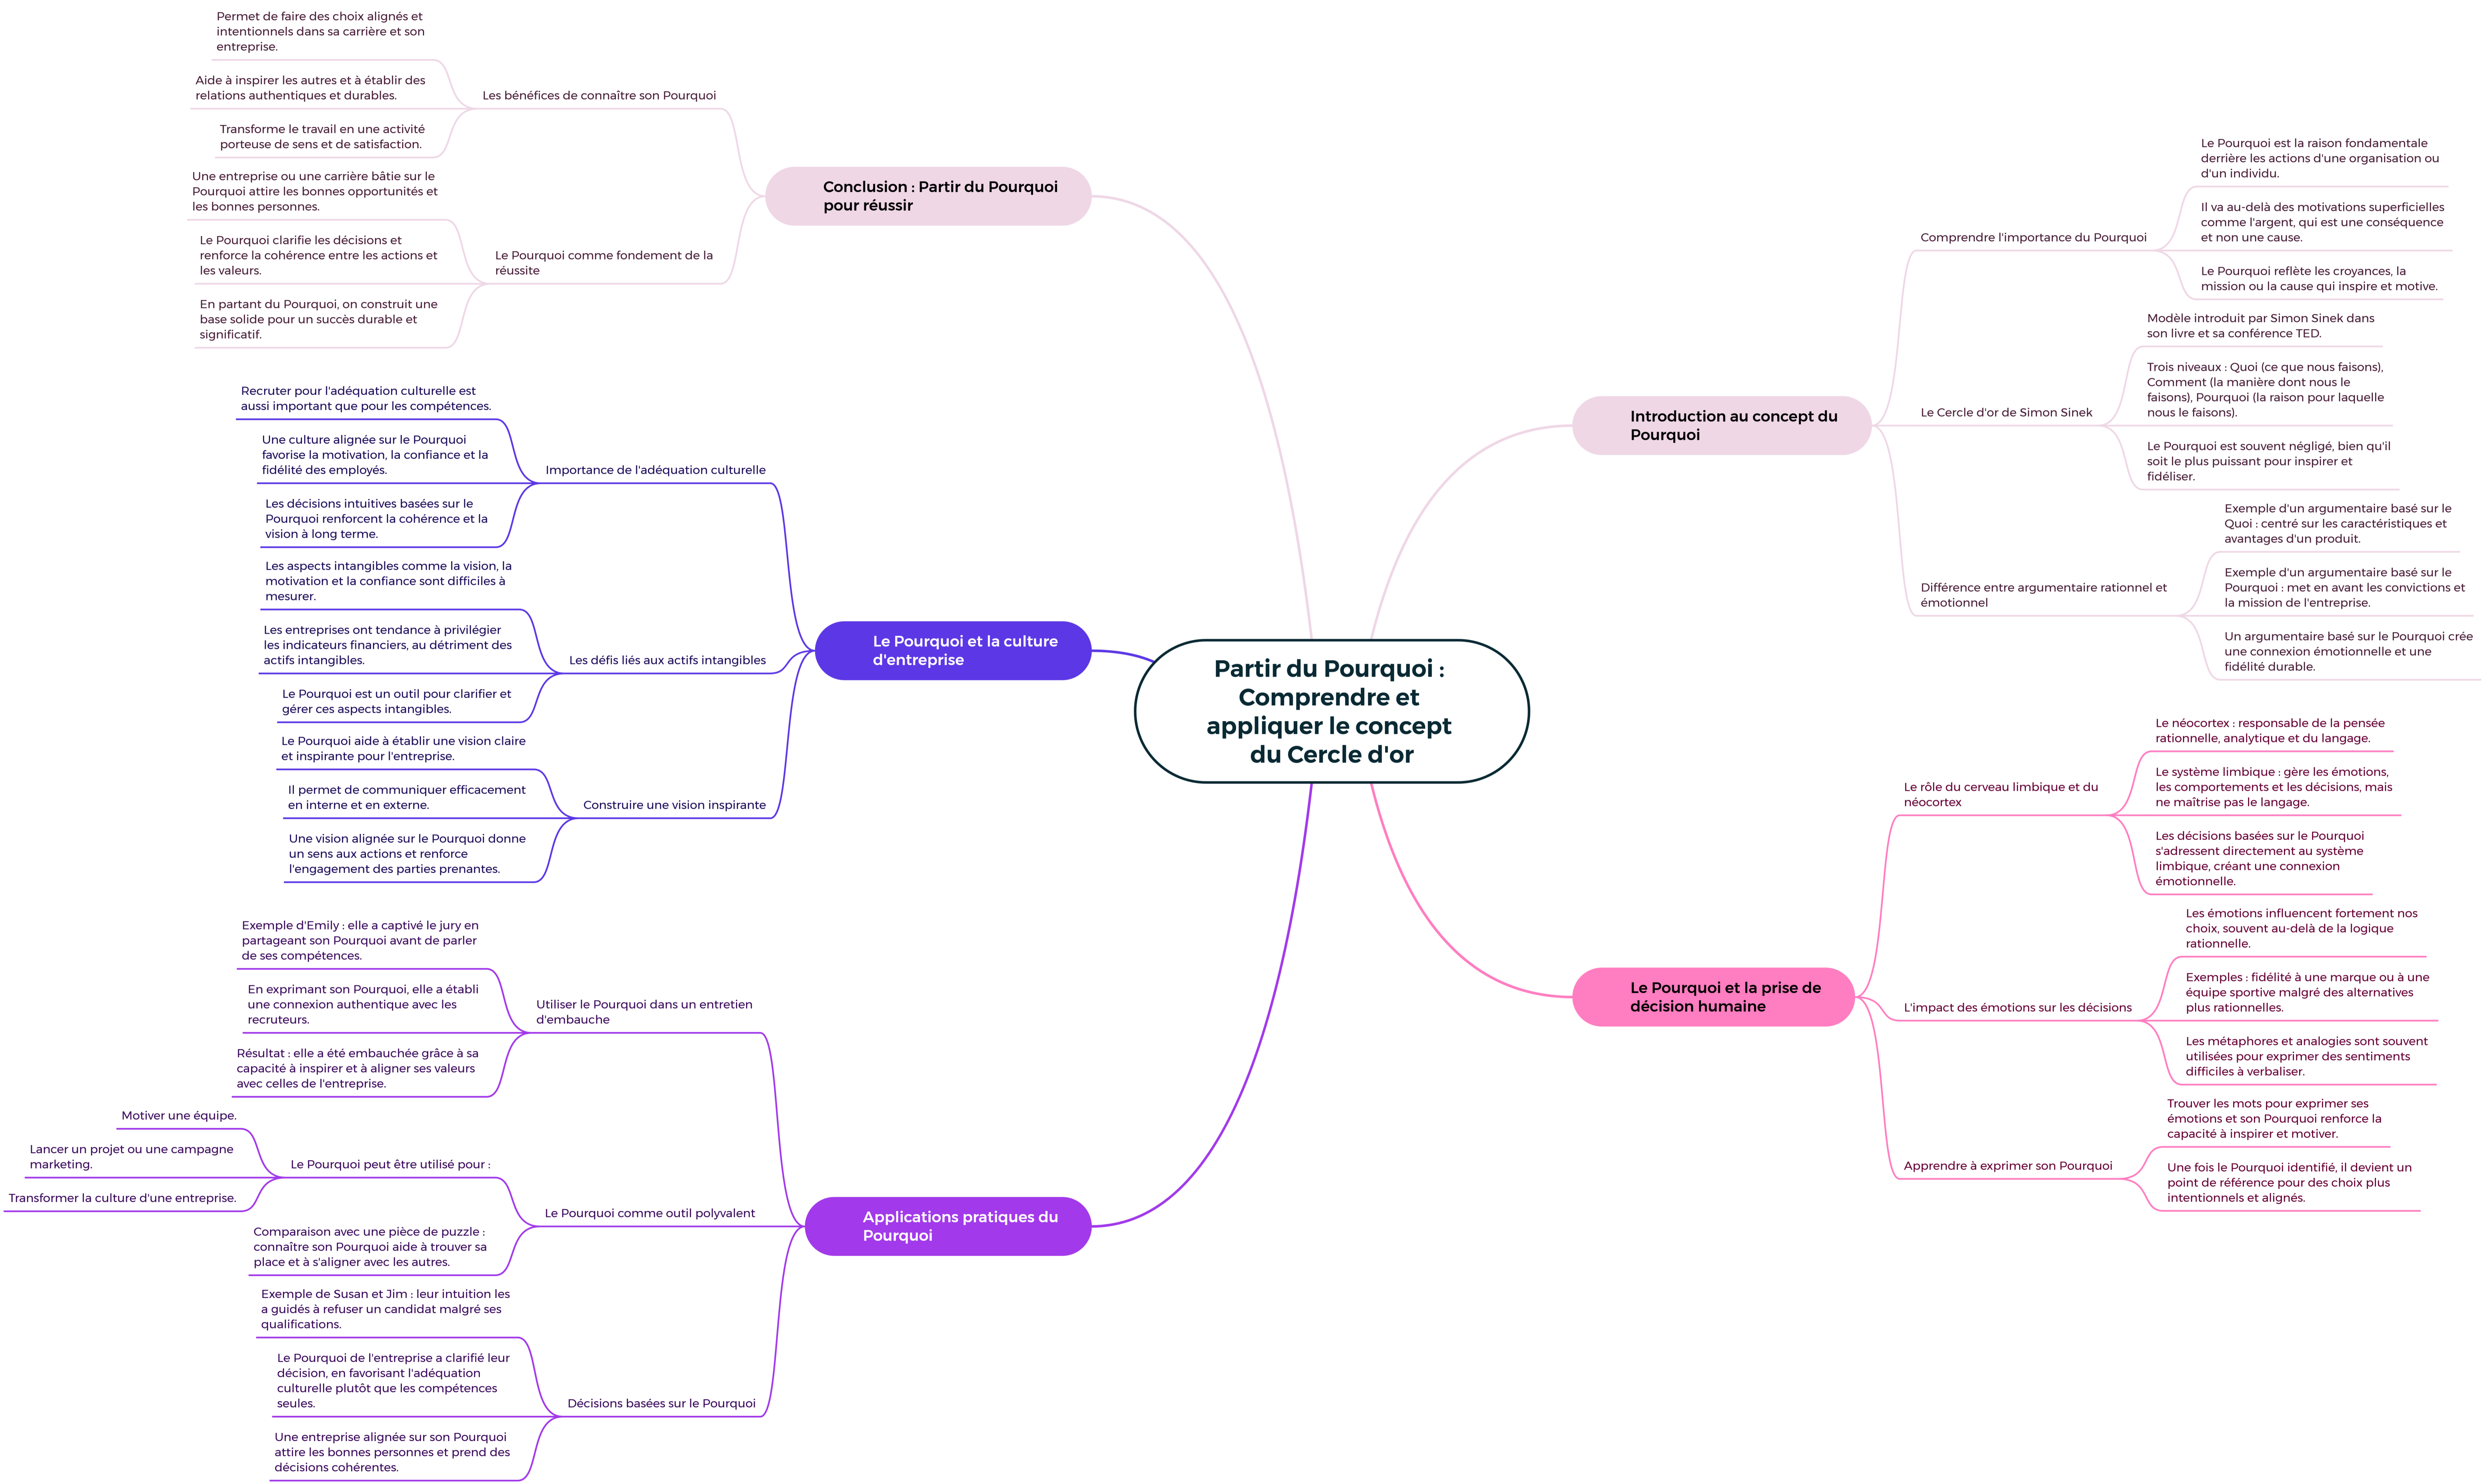 Partir du Pourquoi :
Comprendre et
appliquer le concept
du Cercle d'or
Introduction au concept du
Pourquoi
Comprendre l'importance du Pourquoi
Le Pourquoi est la raison fondamentale
derrière les actions d'une organisation ou
d'un individu.
Il va au-delà des motivations superficielles
comme l'argent, qui est une conséquence
et non une cause.
Le Pourquoi reflète les croyances, la
mission ou la cause qui inspire et motive.
Le Cercle d'or de Simon Sinek
Modèle introduit par Simon Sinek dans
son livre et sa conférence TED.
Trois niveaux : Quoi (ce que nous faisons),
Comment (la manière dont nous le
faisons), Pourquoi (la raison pour laquelle
nous le faisons).
Le Pourquoi est souvent négligé, bien qu'il
soit le plus puissant pour inspirer et
fidéliser.
Différence entre argumentaire rationnel et
émotionnel
Exemple d'un argumentaire basé sur le
Quoi : centré sur les caractéristiques et
avantages d'un produit.
Exemple d'un argumentaire basé sur le
Pourquoi : met en avant les convictions et
la mission de l'entreprise.
Un argumentaire basé sur le Pourquoi crée
une connexion émotionnelle et une
fidélité durable.
Le Pourquoi et la prise de
décision humaine
Le rôle du cerveau limbique et du
néocortex
Le néocortex : responsable de la pensée
rationnelle, analytique et du langage.
Le système limbique : gère les émotions,
les comportements et les décisions, mais
ne maîtrise pas le langage.
Les décisions basées sur le Pourquoi
s'adressent directement au système
limbique, créant une connexion
émotionnelle.
L'impact des émotions sur les décisions
Les émotions influencent fortement nos
choix, souvent au-delà de la logique
rationnelle.
Exemples : fidélité à une marque ou à une
équipe sportive malgré des alternatives
plus rationnelles.
Les métaphores et analogies sont souvent
utilisées pour exprimer des sentiments
difficiles à verbaliser.
Apprendre à exprimer son Pourquoi
Trouver les mots pour exprimer ses
émotions et son Pourquoi renforce la
capacité à inspirer et motiver.
Une fois le Pourquoi identifié, il devient un
point de référence pour des choix plus
intentionnels et alignés.
Applications pratiques du
Pourquoi
Utiliser le Pourquoi dans un entretien
d'embauche
Exemple d'Emily : elle a captivé le jury en
partageant son Pourquoi avant de parler
de ses compétences.
En exprimant son Pourquoi, elle a établi
une connexion authentique avec les
recruteurs.
Résultat : elle a été embauchée grâce à sa
capacité à inspirer et à aligner ses valeurs
avec celles de l'entreprise.
Le Pourquoi comme outil polyvalent
Le Pourquoi peut être utilisé pour :
Motiver une équipe.
Lancer un projet ou une campagne
marketing.
Transformer la culture d'une entreprise.
Comparaison avec une pièce de puzzle :
connaître son Pourquoi aide à trouver sa
place et à s'aligner avec les autres.
Décisions basées sur le Pourquoi
Exemple de Susan et Jim : leur intuition les
a guidés à refuser un candidat malgré ses
qualifications.
Le Pourquoi de l'entreprise a clarifié leur
décision, en favorisant l'adéquation
culturelle plutôt que les compétences
seules.
Une entreprise alignée sur son Pourquoi
attire les bonnes personnes et prend des
décisions cohérentes.
Le Pourquoi et la culture
d'entreprise
Importance de l'adéquation culturelle
Recruter pour l'adéquation culturelle est
aussi important que pour les compétences.
Une culture alignée sur le Pourquoi
favorise la motivation, la confiance et la
fidélité des employés.
Les décisions intuitives basées sur le
Pourquoi renforcent la cohérence et la
vision à long terme.
Les défis liés aux actifs intangibles
Les aspects intangibles comme la vision, la
motivation et la confiance sont difficiles à
mesurer.
Les entreprises ont tendance à privilégier
les indicateurs financiers, au détriment des
actifs intangibles.
Le Pourquoi est un outil pour clarifier et
gérer ces aspects intangibles.
Construire une vision inspirante
Le Pourquoi aide à établir une vision claire
et inspirante pour l'entreprise.
Il permet de communiquer efficacement
en interne et en externe.
Une vision alignée sur le Pourquoi donne
un sens aux actions et renforce
l'engagement des parties prenantes.
Conclusion : Partir du Pourquoi
pour réussir
Les bénéfices de connaître son Pourquoi
Permet de faire des choix alignés et
intentionnels dans sa carrière et son
entreprise.
Aide à inspirer les autres et à établir des
relations authentiques et durables.
Transforme le travail en une activité
porteuse de sens et de satisfaction.
Le Pourquoi comme fondement de la
réussite
Une entreprise ou une carrière bâtie sur le
Pourquoi attire les bonnes opportunités et
les bonnes personnes.
Le Pourquoi clarifie les décisions et
renforce la cohérence entre les actions et
les valeurs.
En partant du Pourquoi, on construit une
base solide pour un succès durable et
significatif.